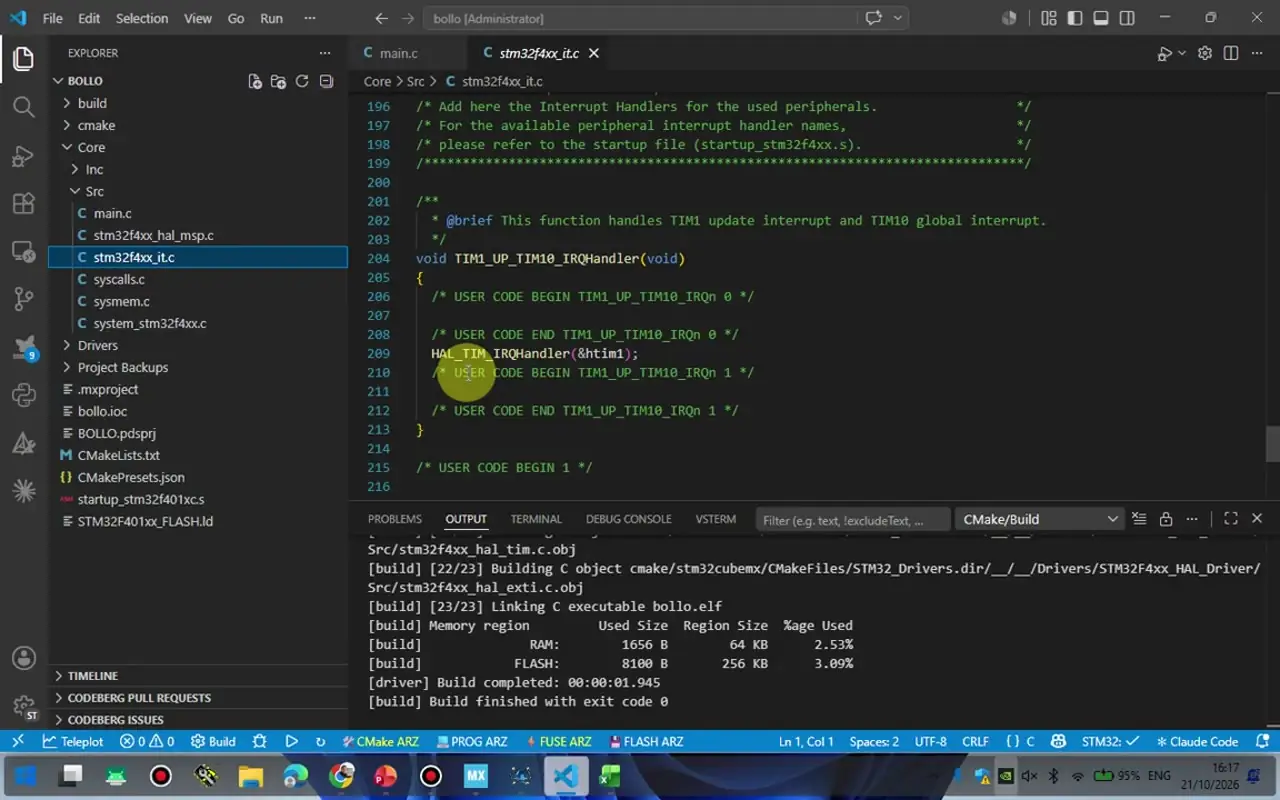 File Edit Selection View Go Run ···
bollo [Administrator]
EXPLORER
BOLLO
build
cmake
Core
Inc
Src
C main.c
C stm32f4xx_hal_msp.c
C stm32f4xx_it.c
C syscalls.c
C sysmem.c
C system_stm32f4xx.c
Drivers
Project Backups
.mxproject
bollo.ioc
BOLLO.pdsprj
M CMakeLists.txt
{} CMakePresets.json
startup_stm32f401xc.s
STM32F401xx_FLASH.ld
TIMELINE
CODEBERG PULL REQUESTS
CODEBERG ISSUES
9
ST
C main.c
C stm32f4xx_it.c
Core > Src > C stm32f4xx_it.c
196 /* Add here the Interrupt Handlers for the used peripherals. */
197 /* For the available peripheral interrupt handler names, */
198 /* please refer to the startup file (startup_stm32f4xx.s). */
199 /******************************************************************************/
200
201 /**
202 * @brief This function handles TIM1 update interrupt and TIM10 global interrupt.
203 */
204 void TIM1_UP_TIM10_IRQHandler(void)
205 {
206 /* USER CODE BEGIN TIM1_UP_TIM10_IRQn 0 */
207
208 /* USER CODE END TIM1_UP_TIM10_IRQn 0 */
209 HAL_TIM_IRQHandler(&htim1);
210 /* USER CODE BEGIN TIM1_UP_TIM10_IRQn 1 */
211
212 /* USER CODE END TIM1_UP_TIM10_IRQn 1 */
213 }
214
215 /* USER CODE BEGIN 1 */
216
PROBLEMS OUTPUT TERMINAL DEBUG CONSOLE VSTERM
Filter (e.g. text, !excludeText, ...
CMake/Build
Src/stm32f4xx_hal_tim.c.obj
[build] [22/23] Building C object cmake/stm32cubemx/CMakeFiles/STM32_Drivers.dir/__/__/Drivers/STM32F4xx_HAL_Driver/
Src/stm32f4xx_hal_exti.c.obj
[build] [23/23] Linking C executable bollo.elf
[build] Memory region Used Size Region Size %age Used
[build] RAM: 1656 B 64 KB 2.53%
[build] FLASH: 8100 B 256 KB 3.09%
[driver] Build completed: 00:00:01.945
[build] Build finished with exit code 0
Teleplot 0 0 Build CMake ARZ PROG ARZ FUSE ARZ FLASH ARZ Ln 1, Col 1 Spaces: 2 UTF-8 CRLF {} C STM32: Claude Code
MX
95% ENG
16:17
21/10/2026